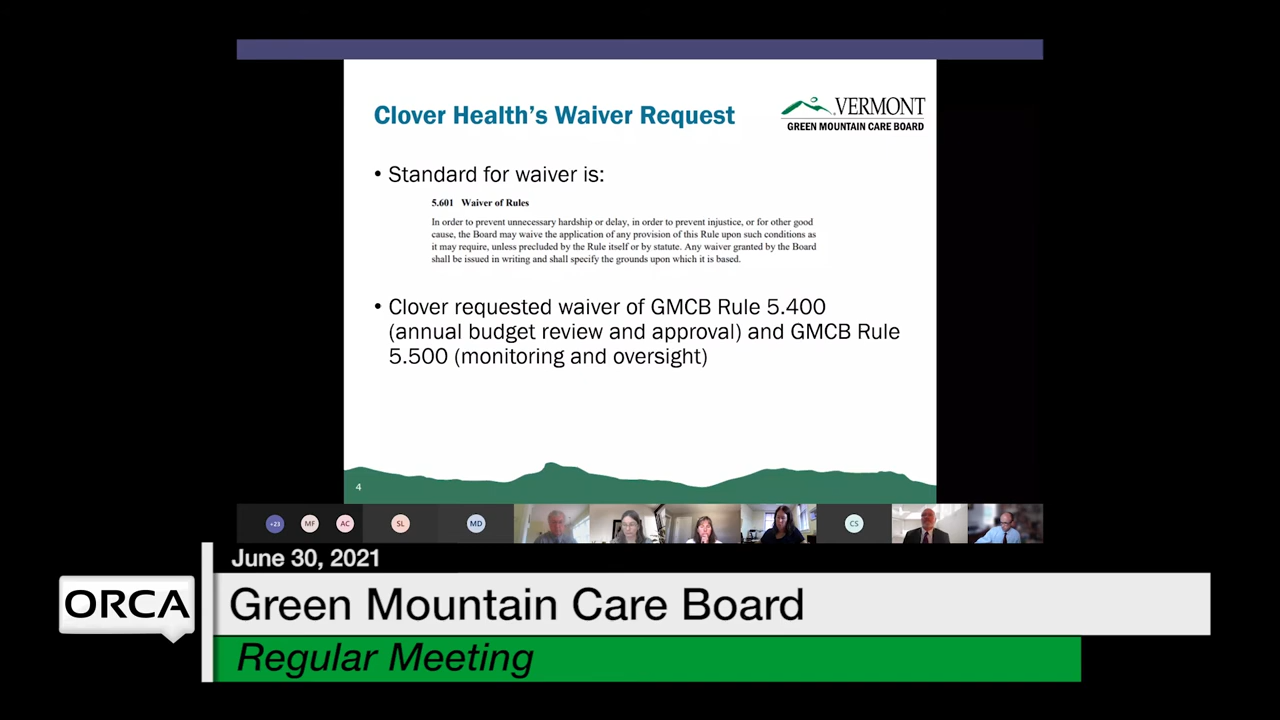 Clover Health's Waiver Request
VERMONT
GREEN MOUNTAIN CARE BOARD
• Standard for waiver is:
5.601 Waiver of Rules
In order to prevent unnecessary hardship or delay, in order to prevent injustice, or for other good
cause, the Board may waive the application of any provision of this Rule upon such conditions as
it may require, unless precluded by the Rule itself or by statute. Any waiver granted by the Board
shall be issued in writing and shall specify the grounds upon which it is based.
• Clover requested waiver of GMCB Rule 5.400
(annual budget review and approval) and GMCB Rule
5.500 (monitoring and oversight)
4
+23 MF AC SL MD CS
June 30, 2021
ORCA
Green Mountain Care Board
Regular Meeting